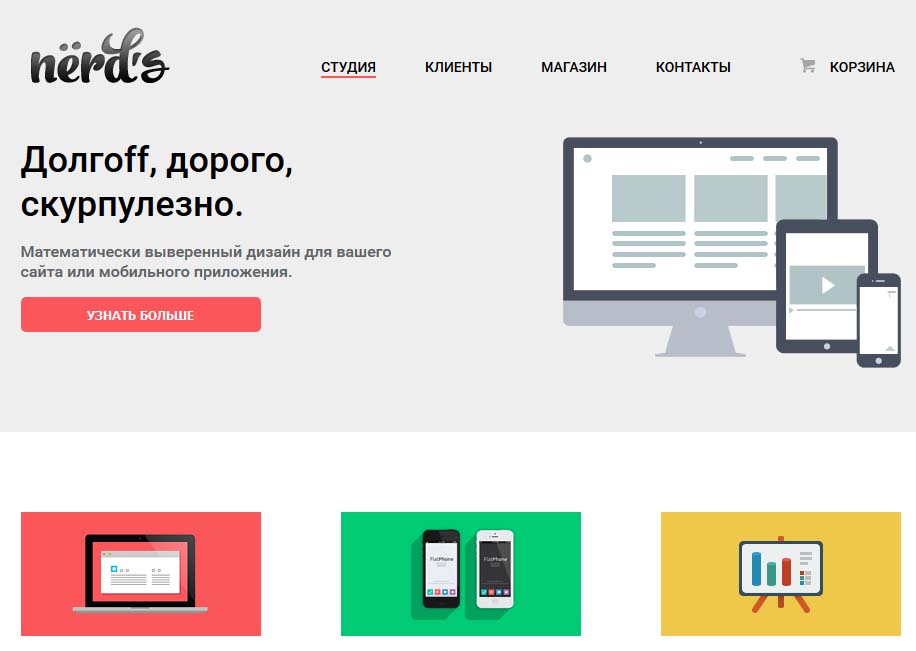 nërd's
СТУДИЯ КЛИЕНТЫ МАГАЗИН КОНТАКТЫ КОРЗИНА
Долгоff, дорого,
скурпулезно.
Математически выверенный дизайн для вашего
сайта или мобильного приложения.
УЗНАТЬ БОЛЬШЕ
FlatPhone FlatPhone